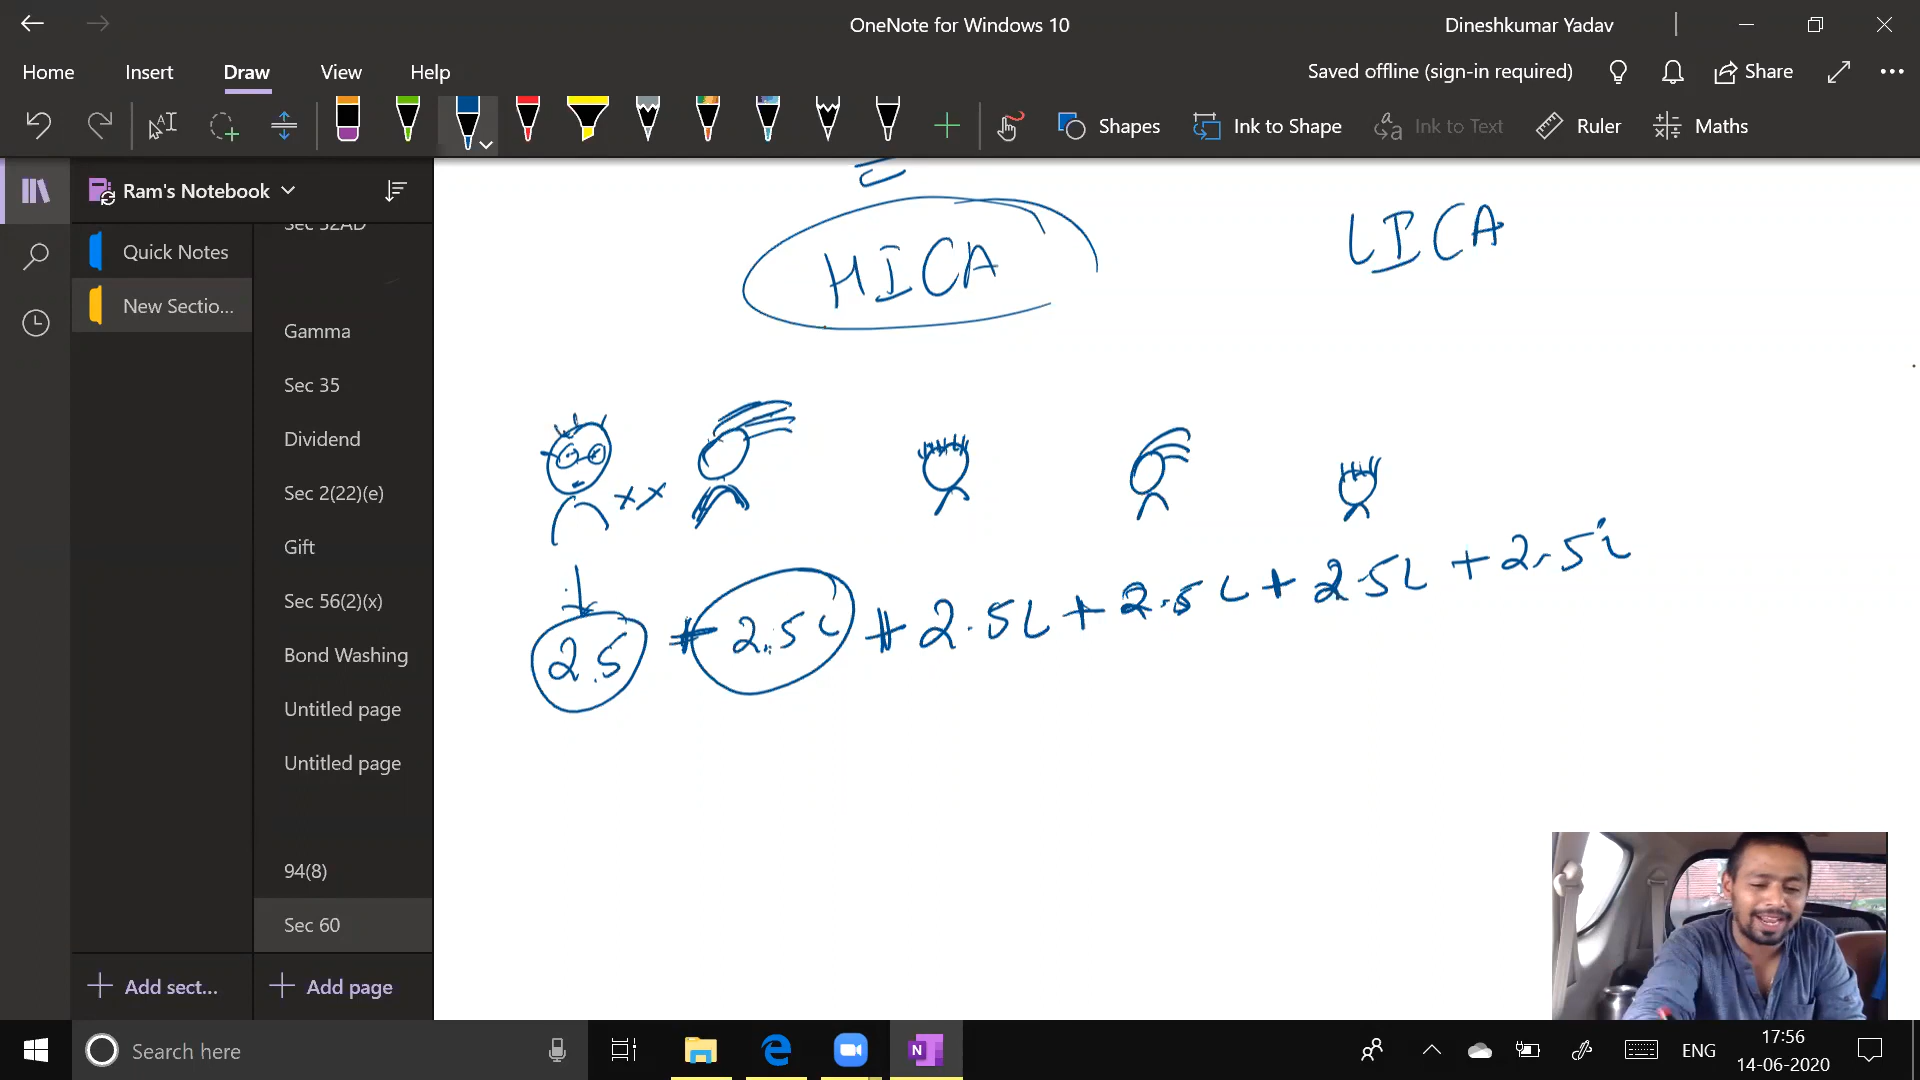 OneNote for Windows 10
Dineshkumar Yadav
Home Insert Draw View Help
Saved offline (sign-in required)
Share
Shapes
Ink to Shape
Ink to Text
Ruler
Maths
Ram's Notebook
Quick Notes
New Sectio...
Sec 32AD
Gamma
Sec 35
Dividend
Sec 2(22)(e)
Gift
Sec 56(2)(x)
Bond Washing
Untitled page
Untitled page
94(8)
Sec 60
HICA
LICA
xx
2.5 + 2.5L + 2.5L + 2.5L + 2.5L + 2.5L
Add sect...
Add page
Search here
ENG
17:56
14-06-2020